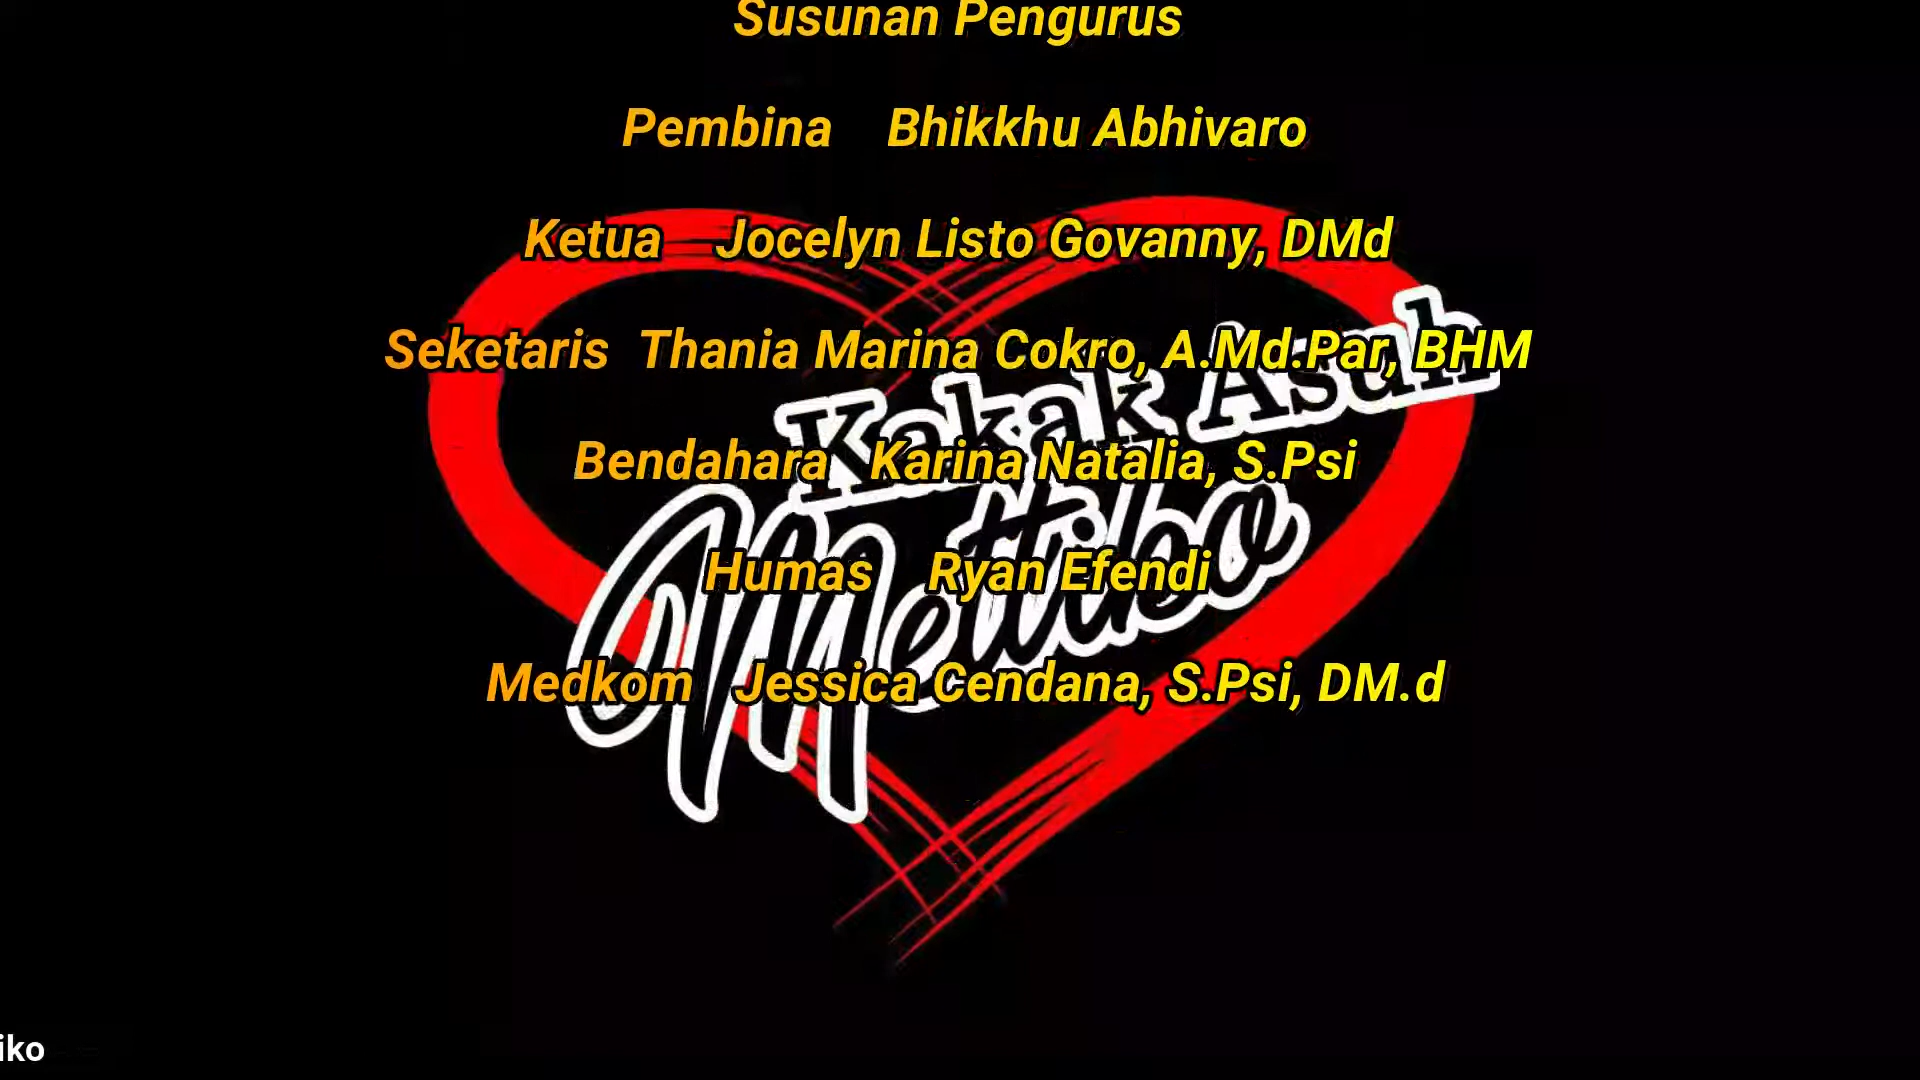 Susunan Pengurus
Pembina Bhikkhu Abhivaro
Ketua Jocelyn Listo Govanny, DMd
Seketaris Thania Marina Cokro, A.Md.Par, BHM
Kakak Asuh
Bendahara Karina Natalia, S.Psi
Mettiko
Humas Ryan Efendi
Medkom Jessica Cendana, S.Psi, DM.d
iko